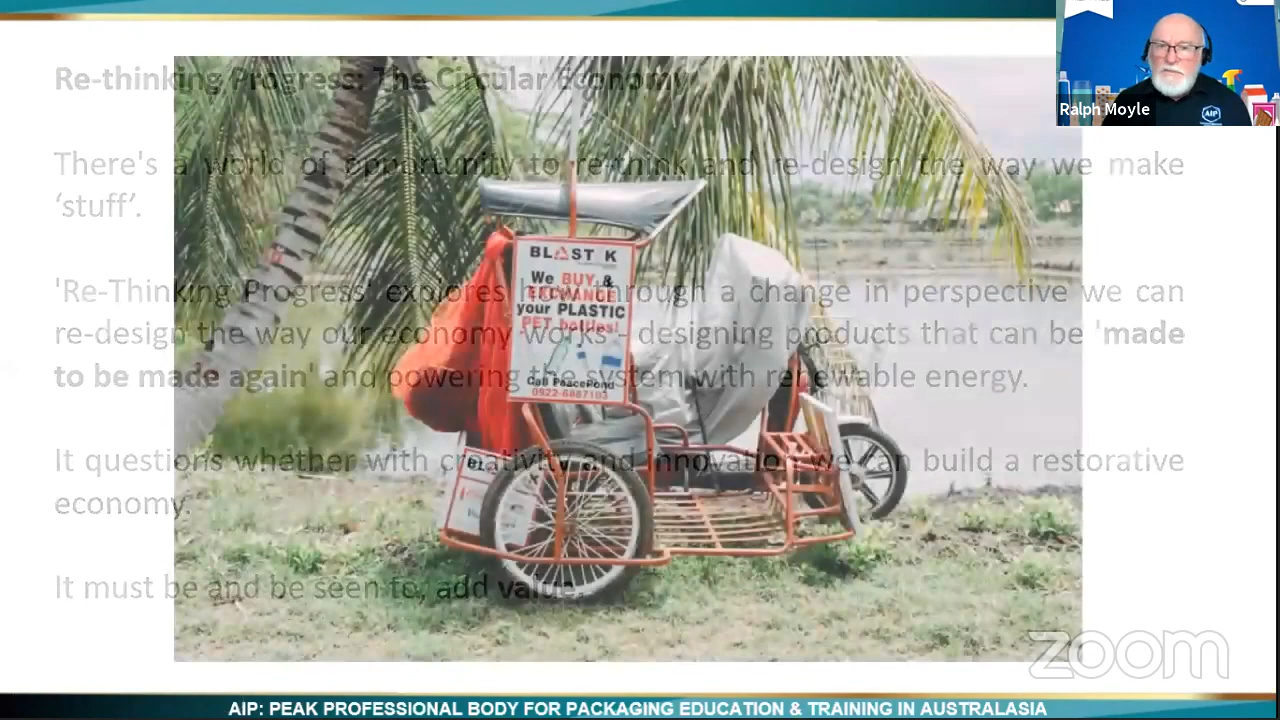 Re-thinking Progress: The Circular Economy
There's a world of opportunity to re-think and re-design the way we make
‘stuff’.
'Re-Thinking Progress' explores through a change in perspective we can
re-design the way our economy works - designing products that can be 'made
to be made again' and powering the system with renewable energy.
It questions whether with creativity and innovation we can build a restorative
economy.
It must be and be seen to, add value.
BLAST K
We BUY &
EXCHANGE
your PLASTIC
PET bottles!
Call PeacePond
BL
Ralph Moyle
AIP
zoom
AIP: PEAK PROFESSIONAL BODY FOR PACKAGING EDUCATION & TRAINING IN AUSTRALASIA